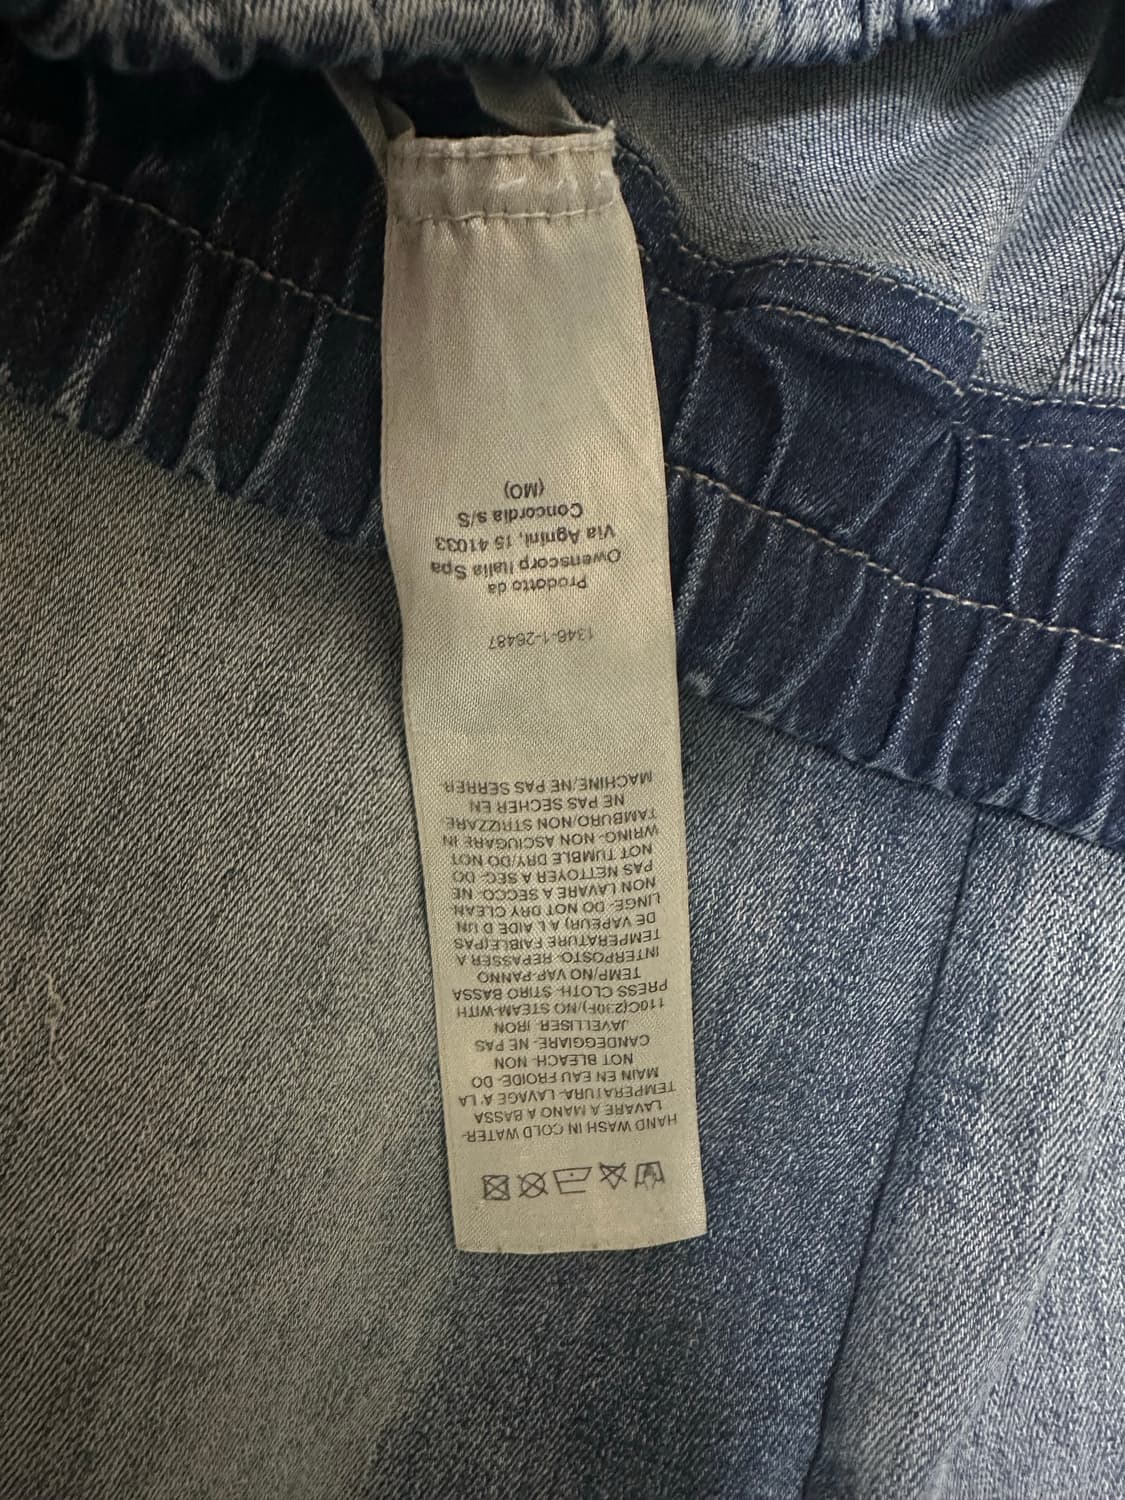 HAND WASH IN COLD WATER-
LAVARE A MANO A BASSA
TEMPERATURA- LAVAGE A LA
MAIN EN EAU FROIDE- DO
NOT BLEACH- NON
CANDEGGIARE- NE PAS
JAVELLISER- IRON
110C(230F)/NO STEAM-WITH
PRESS CLOTH- STIRO BASSA
TEMP/NO VAP-PANNO
INTERPOSTO- REPASSER A
TEMPERATURE FAIBLE(PAS
DE VAPEUR) A L AIDE D UN
LINGE- DO NOT DRY CLEAN-
NON LAVARE A SECCO- NE
PAS NETTOYER A SEC- DO
NOT TUMBLE DRY/DO NOT
WRING- NON ASCIUGARE IN
TAMBURO/NON STRIZZARE-
NE PAS SECHER EN
MACHINE/NE PAS SERRER
1346-1-26487
Prodotto da
Owenscorp Italia Spa
Via Agnini, 15 41033
Concordia s/S
(MO)